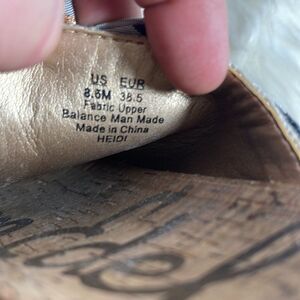 US EUR
8.5M 38.5
Fabric Upper
Balance Man Made
Made in China
HEIDI